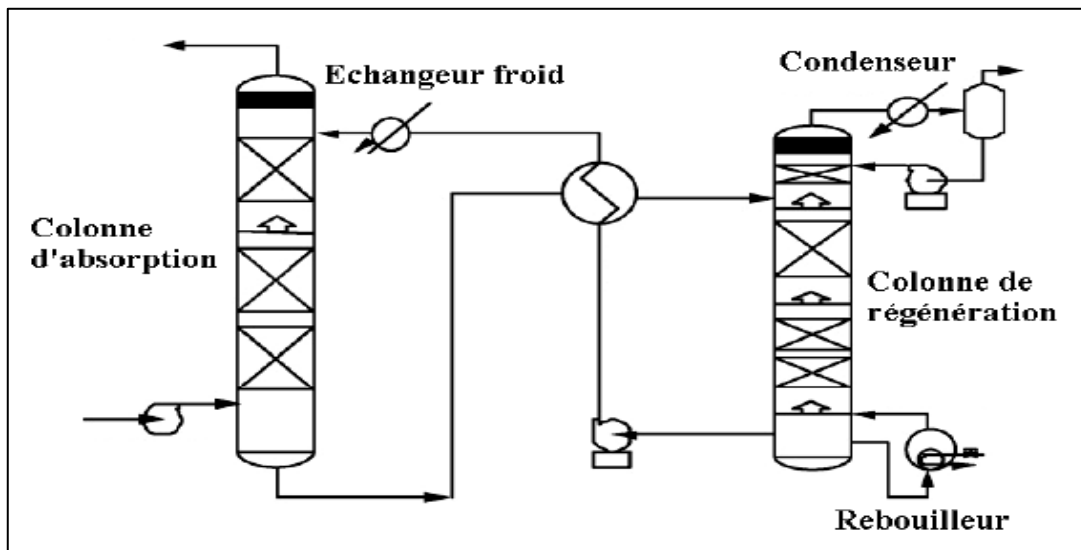 Echangeur froid
Condenseur
Colonne
d'absorption
Colonne de
régénération
Rebouilleur